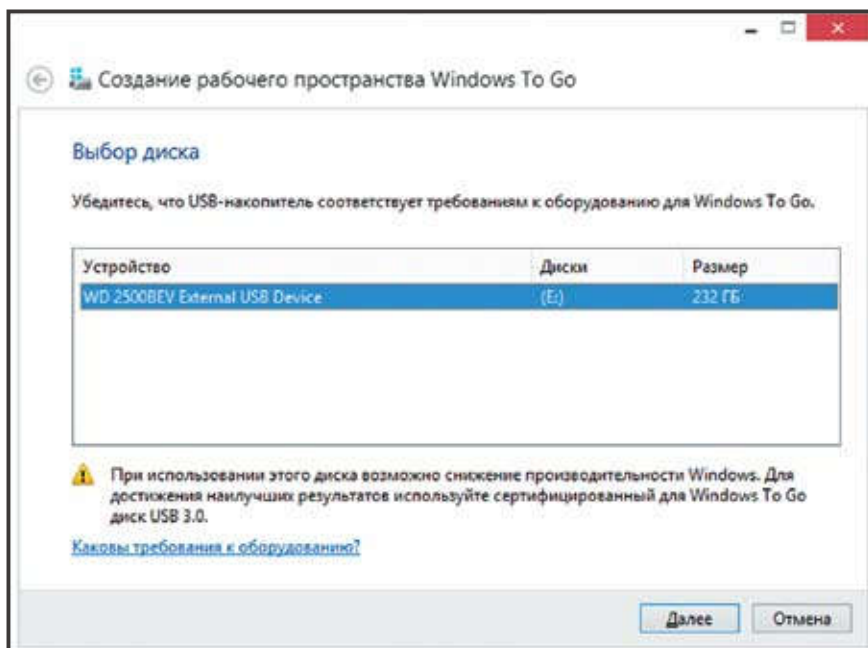 Создание рабочего пространства Windows To Go
Выбор диска
Убедитесь, что USB-накопитель соответствует требованиям к оборудованию для Windows To Go.
Устройство Диски Размер
WD 2500BEV External USB Device (E:) 232 ГБ
При использовании этого диска возможно снижение производительности Windows. Для
достижения наилучших результатов используйте сертифицированный для Windows To Go
диск USB 3.0.
Каковы требования к оборудованию?
Далее Отмена